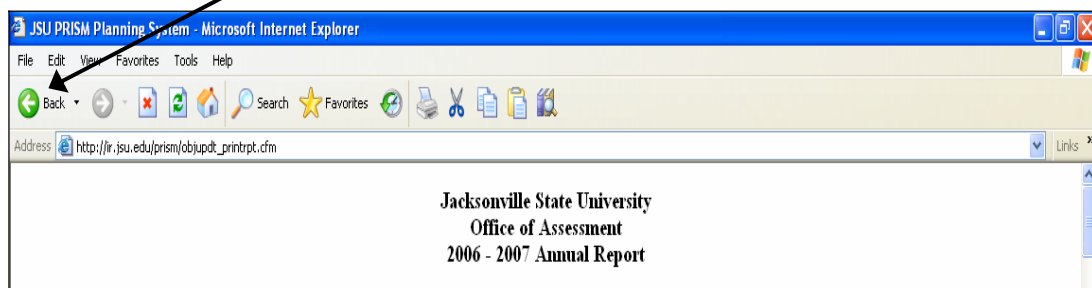 JSU PRISM Planning System - Microsoft Internet Explorer
File Edit View Favorites Tools Help
Back Search Favorites
Address http://ir.jsu.edu/prism/objupdt_printrpt.cfm Links »
Jacksonville State University
Office of Assessment
2006 - 2007 Annual Report